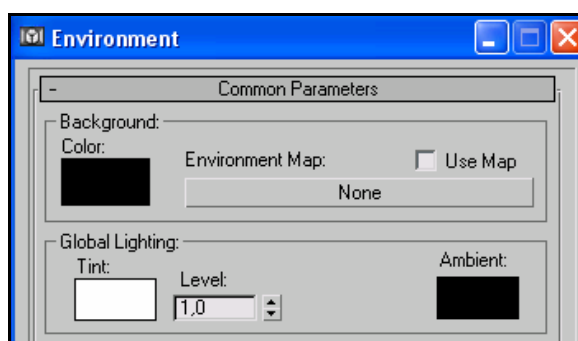 Environment
- Common Parameters
Background:
Color:
Environment Map: Use Map
None
Global Lighting:
Tint:
Level:
Ambient:
1,0